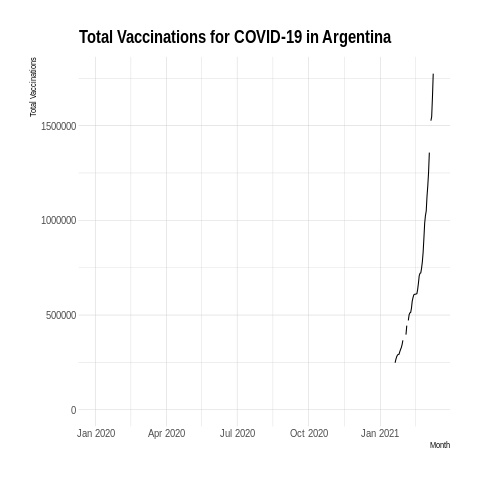 Total Vaccinations for COVID-19 in Argentina
Total Vaccinations
1500000
1000000
500000
0
Jan 2020 Apr 2020 Jul 2020 Oct 2020 Jan 2021
Month